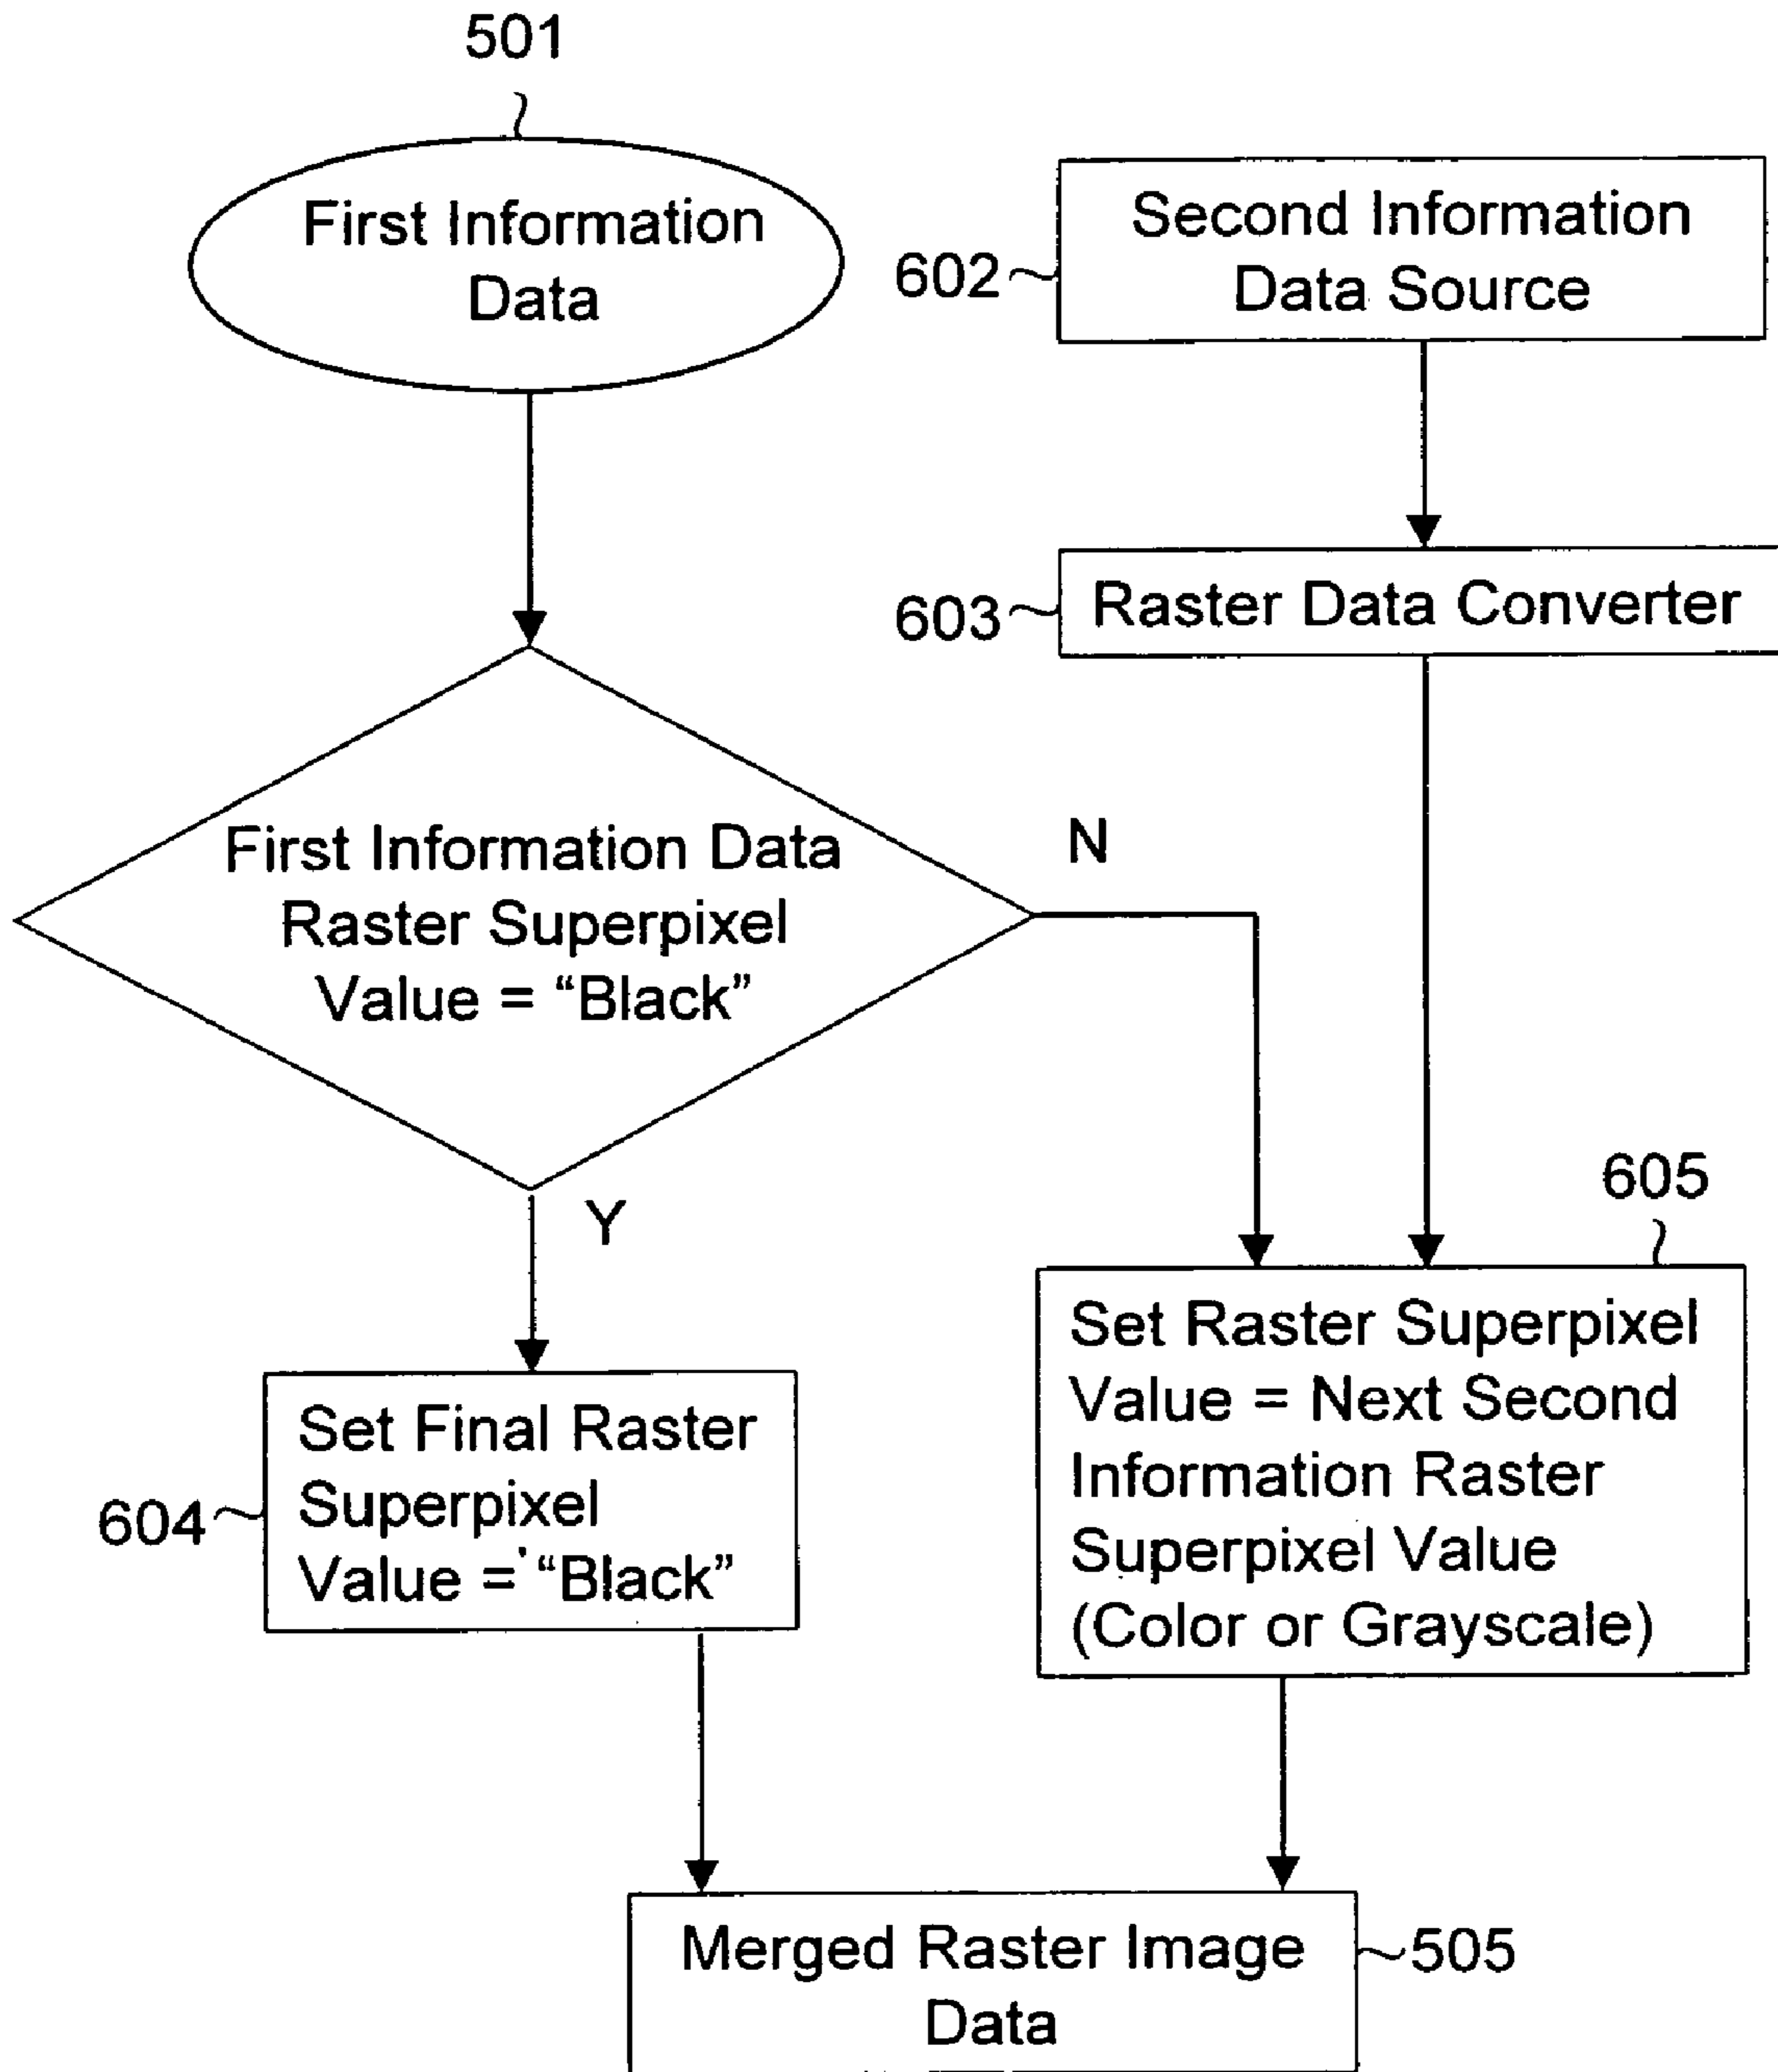 501
First Information
Data
602
Second Information
Data Source
603
Raster Data Converter
First Information Data
Raster Superpixel
Value = “Black”
N
Y
604
Set Final Raster
Superpixel
Value = “Black”
605
Set Raster Superpixel
Value = Next Second
Information Raster
Superpixel Value
(Color or Grayscale)
Merged Raster Image
Data
505